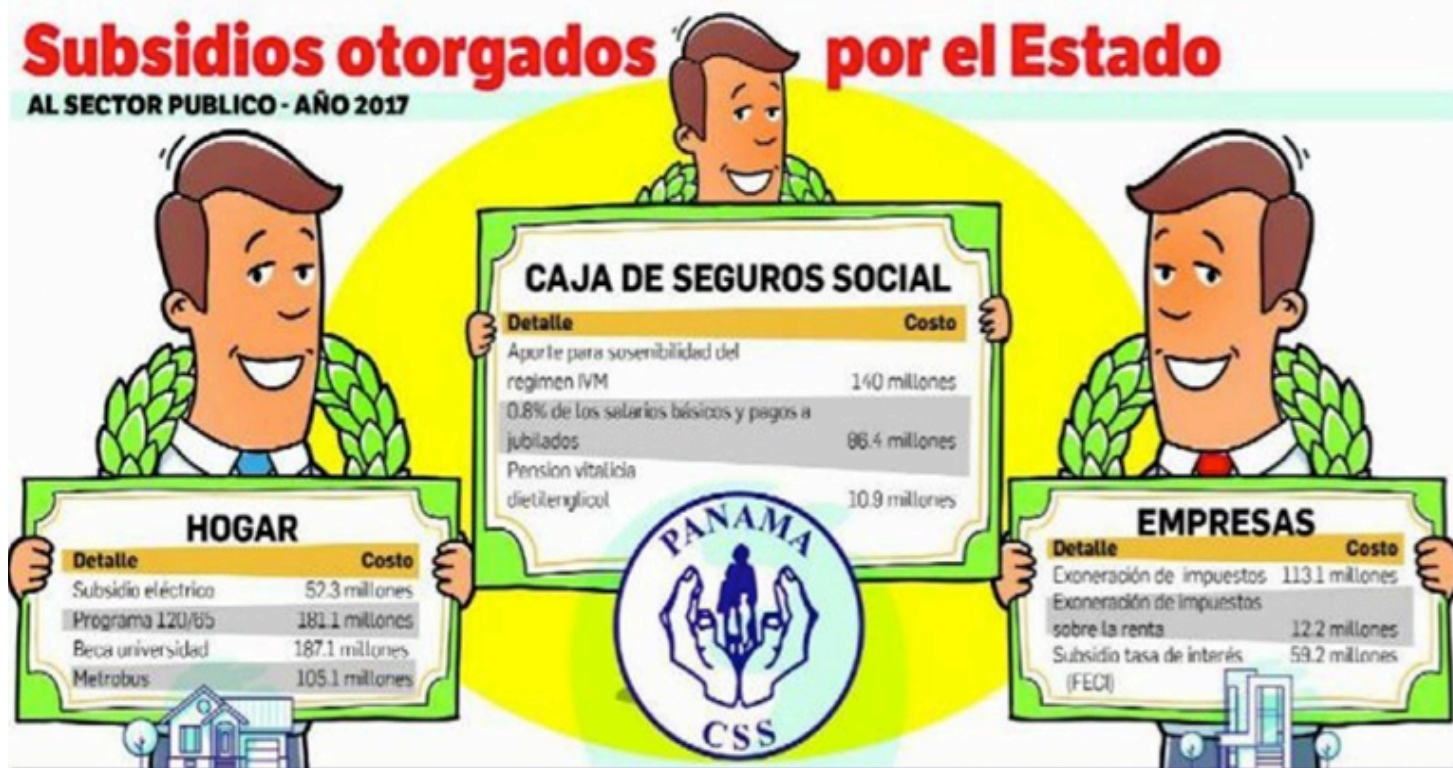 Subsidios otorgados por el Estado
AL SECTOR PUBLICO - AÑO 2017
CAJA DE SEGUROS SOCIAL
Detalle Costo
Aporte para sosenibilidad del
regimen IVM 140 millones
0.8% de los salarios básicos y pagos a
jubilados 86.4 millones
Pension vitalicia
dietilenglicol 10.9 millones
HOGAR
Detalle Costo
Subsidio eléctrico 52.3 millones
Programa 120/65 181.1 millones
Beca universidad 187.1 millones
Metrobus 105.1 millones
PANAMA
CSS
EMPRESAS
Detalle Costo
Exoneración de impuestos 113.1 millones
Exoneración de impuestos
sobre la renta 12.2 millones
Subsidio tasa de interés 59.2 millones
(FECI)